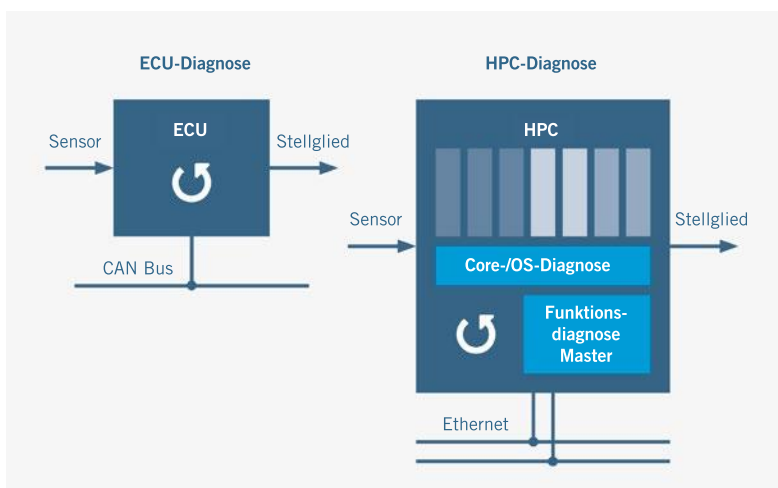 ECU-Diagnose
ECU
Sensor
Stellglied
CAN Bus
HPC-Diagnose
HPC
Sensor
Stellglied
Core-/OS-Diagnose
Funktions-
diagnose
Master
Ethernet